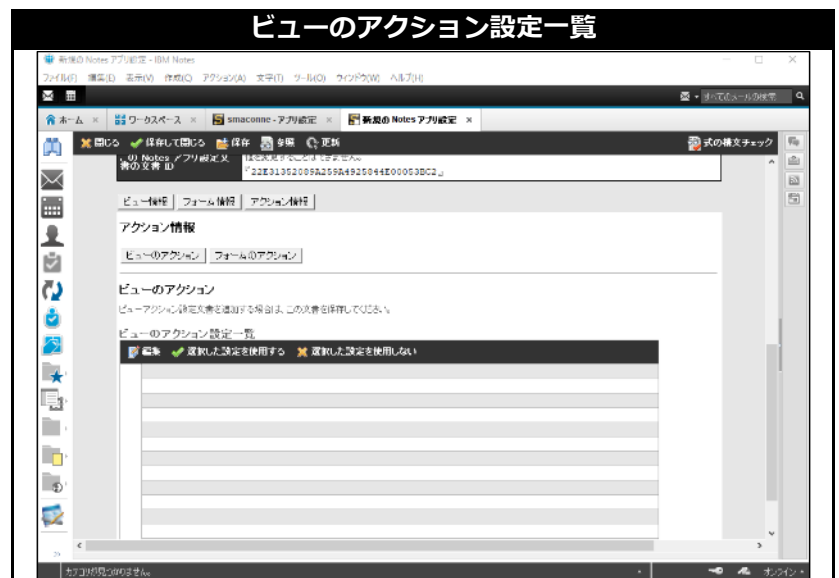 ビューのアクション設定一覧
新規の Notes アプリ設定 - IBM Notes
ファイル(F) 編集(E) 表示(V) 作成(C) アクション(A) 文字(T) ツール(O) ウィンドウ(W) ヘルプ(H)
すべてのメールの検索
ホーム ワークスペース smaconne - アプリ設定 新規の Notes アプリ設定
閉じる 保存して閉じる 保存 参照 更新 式の構文チェック
の Notes アプリ設定文
書の文書 ID
ビュー情報 フォーム情報 アクション情報
アクション情報
ビューのアクション フォームのアクション
ビューのアクション
ビューアクション設定文書を追加する場合は、この文書を保存してください。
ビューのアクション設定一覧
編集 選択した設定を使用する 選択した設定を使用しない
カテゴリが見つかりません。
オンライン